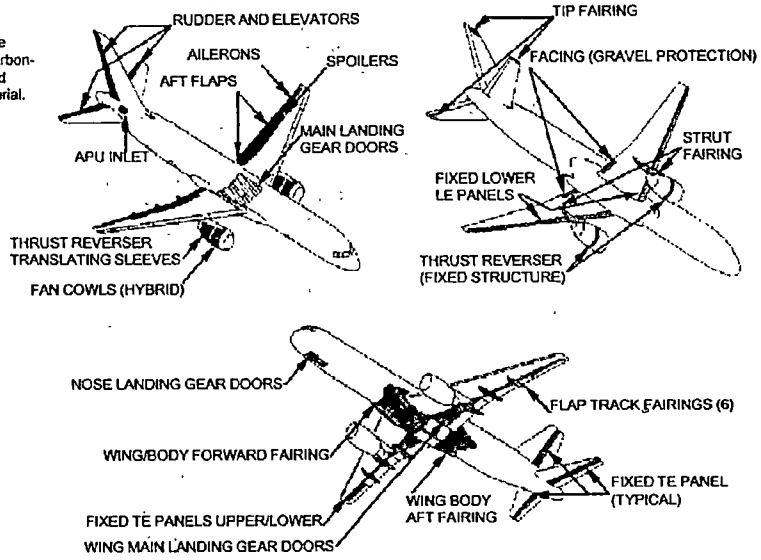 e
rbon-
d
rial.
RUDDER AND ELEVATORS
AILERONS
SPOILERS
AFT FLAPS
MAIN LANDING
GEAR DOORS
APU INLET
THRUST REVERSER
TRANSLATING SLEEVES
FAN COWLS (HYBRID)
TIP FAIRING
FACING (GRAVEL PROTECTION)
STRUT
FAIRING
FIXED LOWER
LE PANELS
THRUST REVERSER
(FIXED STRUCTURE)
NOSE LANDING GEAR DOORS
FLAP TRACK FAIRINGS (6)
WING/BODY FORWARD FAIRING
WING BODY
AFT FAIRING
FIXED TE PANEL
(TYPICAL)
FIXED TE PANELS UPPER/LOWER
WING MAIN LANDING GEAR DOORS